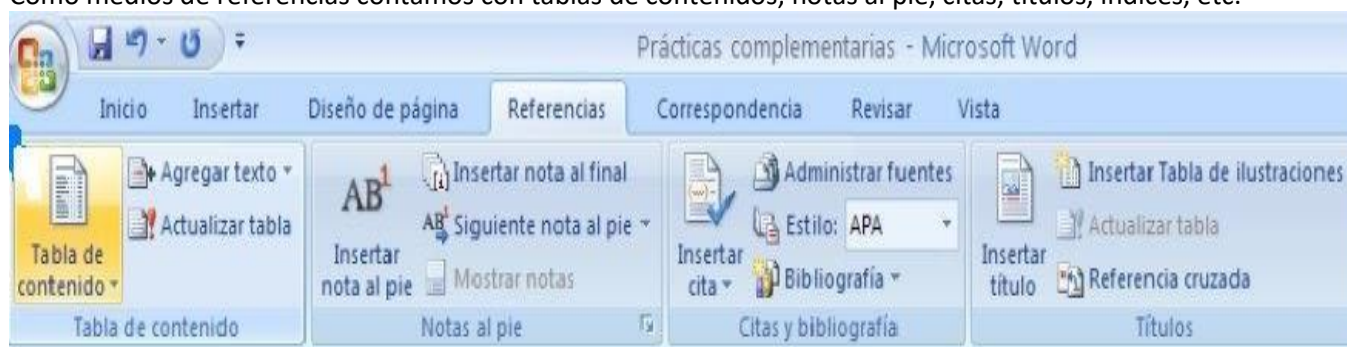 Como medios de referencias contamos con tablas de contenidos, notas al pie, citas, títulos, índices, etc.
Prácticas complementarias - Microsoft Word
Inicio Insertar Diseño de página Referencias Correspondencia Revisar Vista
Tabla de
contenido
Agregar texto
Actualizar tabla
Tabla de contenido
AB1
Insertar
nota al pie
Insertar nota al final
AB1 Siguiente nota al pie
Mostrar notas
Notas al pie
Insertar
cita
Administrar fuentes
Estilo: APA
Bibliografía
Citas y bibliografía
Insertar
título
Insertar Tabla de ilustraciones
Actualizar tabla
Referencia cruzada
Títulos